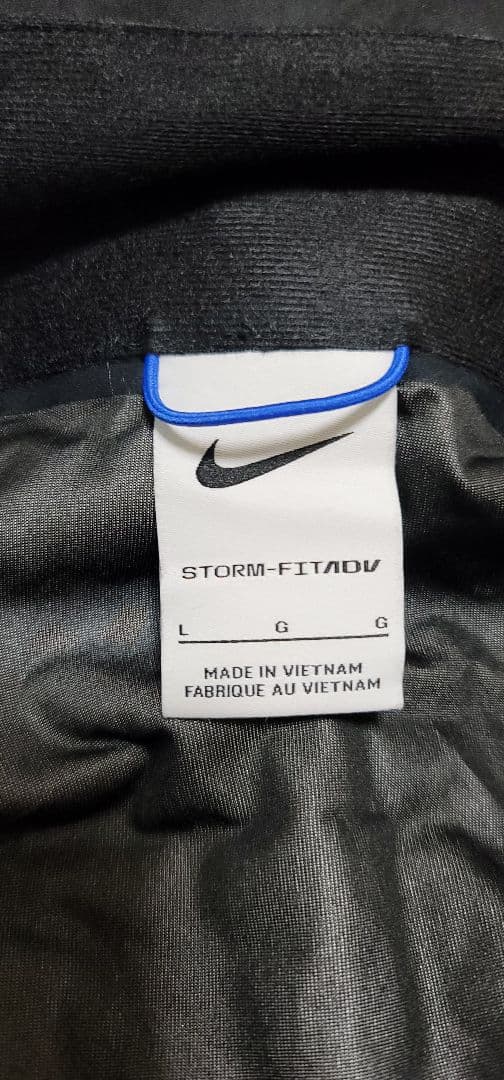 STORM-FITADV
L G G
MADE IN VIETNAM
FABRIQUE AU VIETNAM